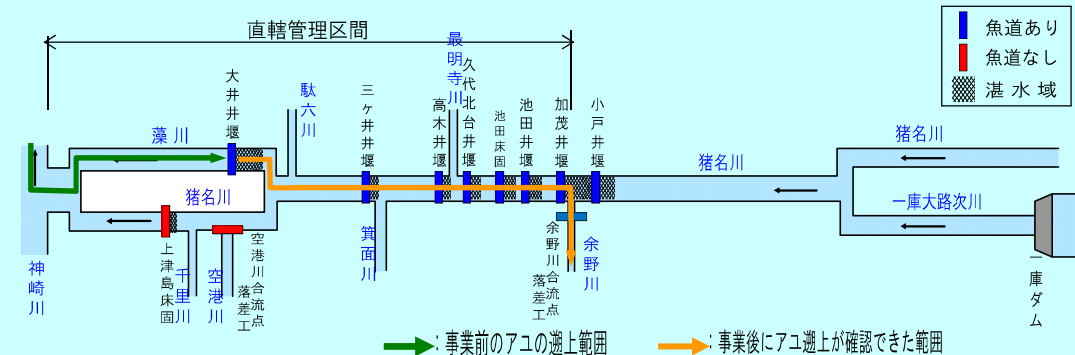 直轄管理区間
魚道あり
魚道なし
湛水域
大井井堰
駄六川
三ヶ井井堰
高木井堰
最明寺川
久代北台井堰
池田床固
池田井堰
加茂井堰
小戸井堰
藻川
猪名川
猪名川
猪名川
一庫大路次川
神崎川
上津島床固
千里川
空港川
空港川合流点
落差工
箕面川
余野川合流点
落差工
余野川
一庫ダム
:事業前のアユの遡上範囲
:事業後にアユ遡上が確認できた範囲